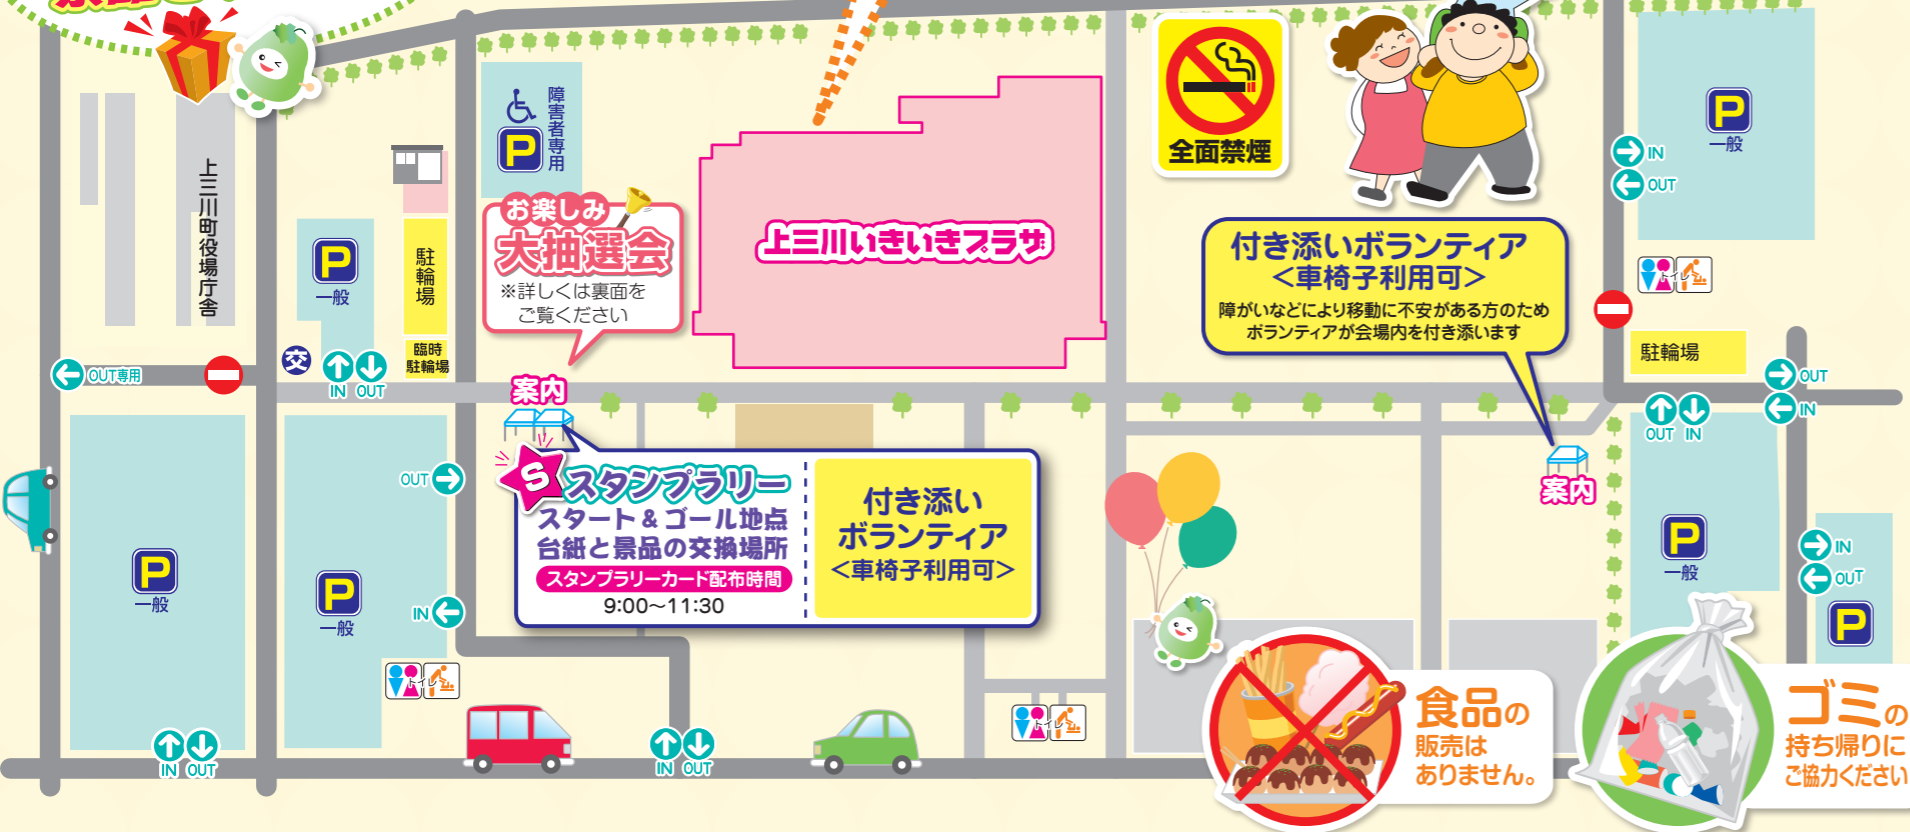 上三川町役場庁舎
障害者専用
P
P
一般
駐輪場
臨時
駐輪場
交
IN OUT
OUT専用
お楽しみ
大抽選会
※詳しくは裏面を
ご覧ください
上三川いきいきプラザ
全面禁煙
付き添いボランティア
<車椅子利用可>
障がいなどにより移動に不安がある方のため
ボランティアが会場内を付き添います
P
一般
IN
OUT
トイレ
駐輪場
OUT
IN
OUT IN
案内
S スタンプラリー
スタート & ゴール地点
台紙と景品の交換場所
スタンプラリーカード配布時間
9:00〜11:30
付き添い
ボランティア
<車椅子利用可>
案内
OUT
IN
P
一般
P
一般
トイレ
IN OUT
IN OUT
トイレ
P
一般
IN
OUT
P
食品の
販売は
ありません。
ゴミの
持ち帰りに
ご協力ください